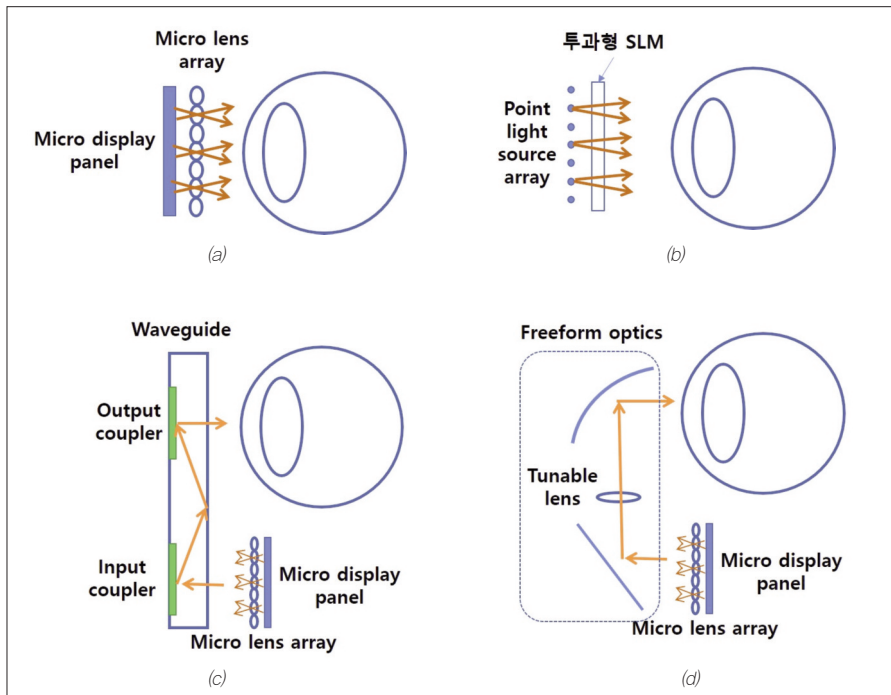 Micro lens
array
Micro display
panel
(a)
투과형 SLM
Point
light
source
array
(b)
Waveguide
Output
coupler
Input
coupler
Micro display
panel
Micro lens array
(c)
Freeform optics
Tunable
lens
Micro display
panel
Micro lens array
(d)